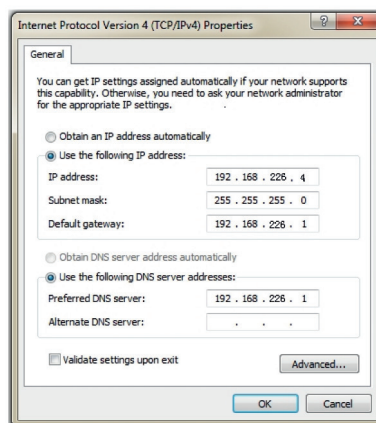 Internet Protocol Version 4 (TCP/IPv4) Properties
General
You can get IP settings assigned automatically if your network supports
this capability. Otherwise, you need to ask your network administrator
for the appropriate IP settings.
Obtain an IP address automatically
Use the following IP address:
IP address: 192 . 168 . 226 . 4
Subnet mask: 255 . 255 . 255 . 0
Default gateway: 192 . 168 . 226 . 1
Obtain DNS server address automatically
Use the following DNS server addresses:
Preferred DNS server: 192 . 168 . 226 . 1
Alternate DNS server: . . .
Validate settings upon exit
Advanced...
OK Cancel